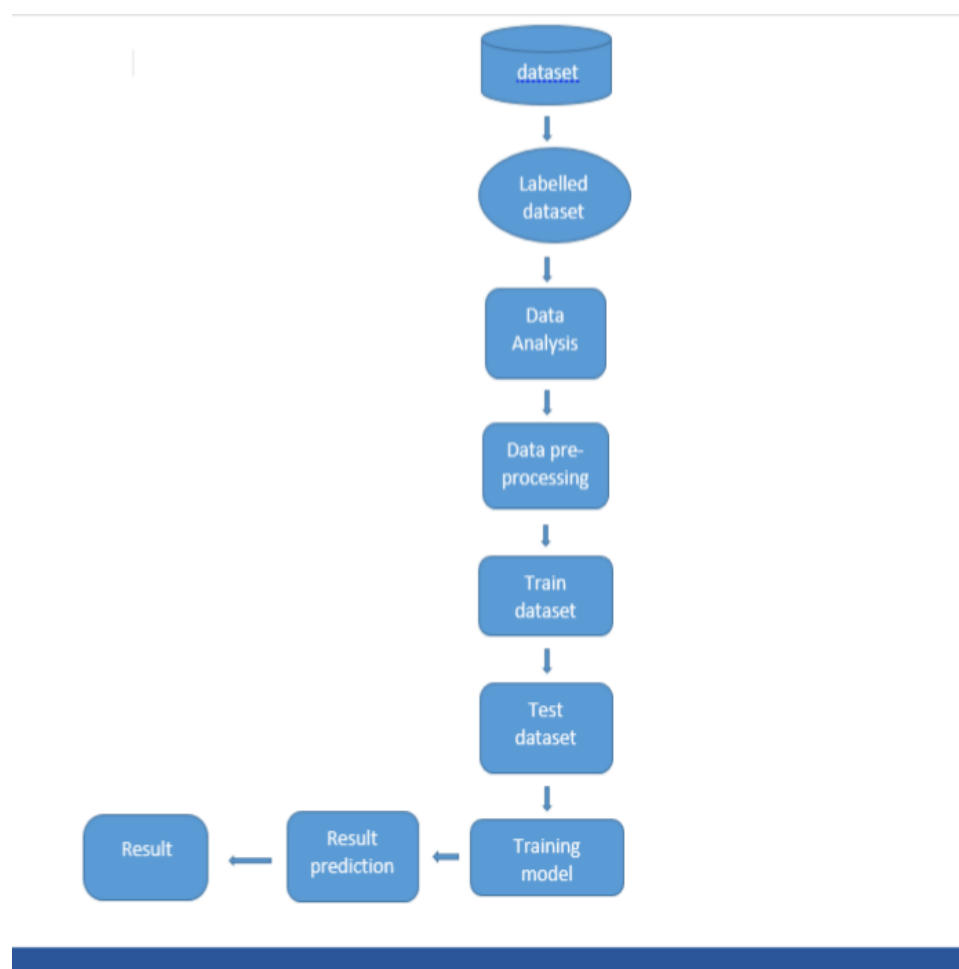 dataset
Labelled
dataset
Data
Analysis
Data pre-
processing
Train
dataset
Test
dataset
Training
model
Result
prediction
Result